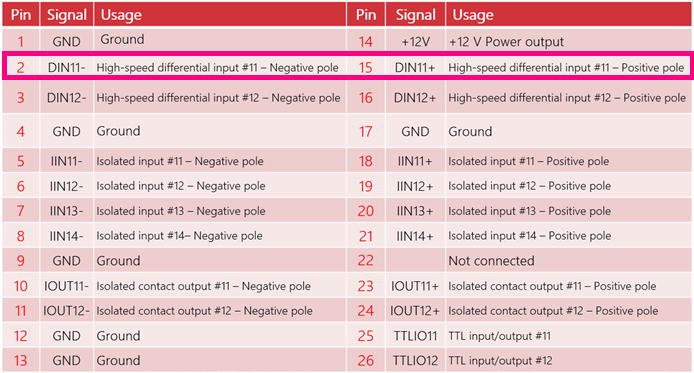 Pin Signal Usage Pin Signal Usage
1 GND Ground 14 +12V +12 V Power output
2 DIN11- High-speed differential input #11 – Negative pole 15 DIN11+ High-speed differential input #11 – Positive pole
3 DIN12- High-speed differential input #12 – Negative pole 16 DIN12+ High-speed differential input #12 – Positive pole
4 GND Ground 17 GND Ground
5 IIN11- Isolated input #11 – Negative pole 18 IIN11+ Isolated input #11 – Positive pole
6 IIN12- Isolated input #12 – Negative pole 19 IIN12+ Isolated input #12 – Positive pole
7 IIN13- Isolated input #13 – Negative pole 20 IIN13+ Isolated input #13 – Positive pole
8 IIN14- Isolated input #14– Negative pole 21 IIN14+ Isolated input #14 – Positive pole
9 GND Ground 22 Not connected
10 IOUT11- Isolated contact output #11 – Negative pole 23 IOUT11+ Isolated contact output #11 – Positive pole
11 IOUT12- Isolated contact output #12 – Negative pole 24 IOUT12+ Isolated contact output #12 – Positive pole
12 GND Ground 25 TTLIO11 TTL input/output #11
13 GND Ground 26 TTLIO12 TTL input/output #12